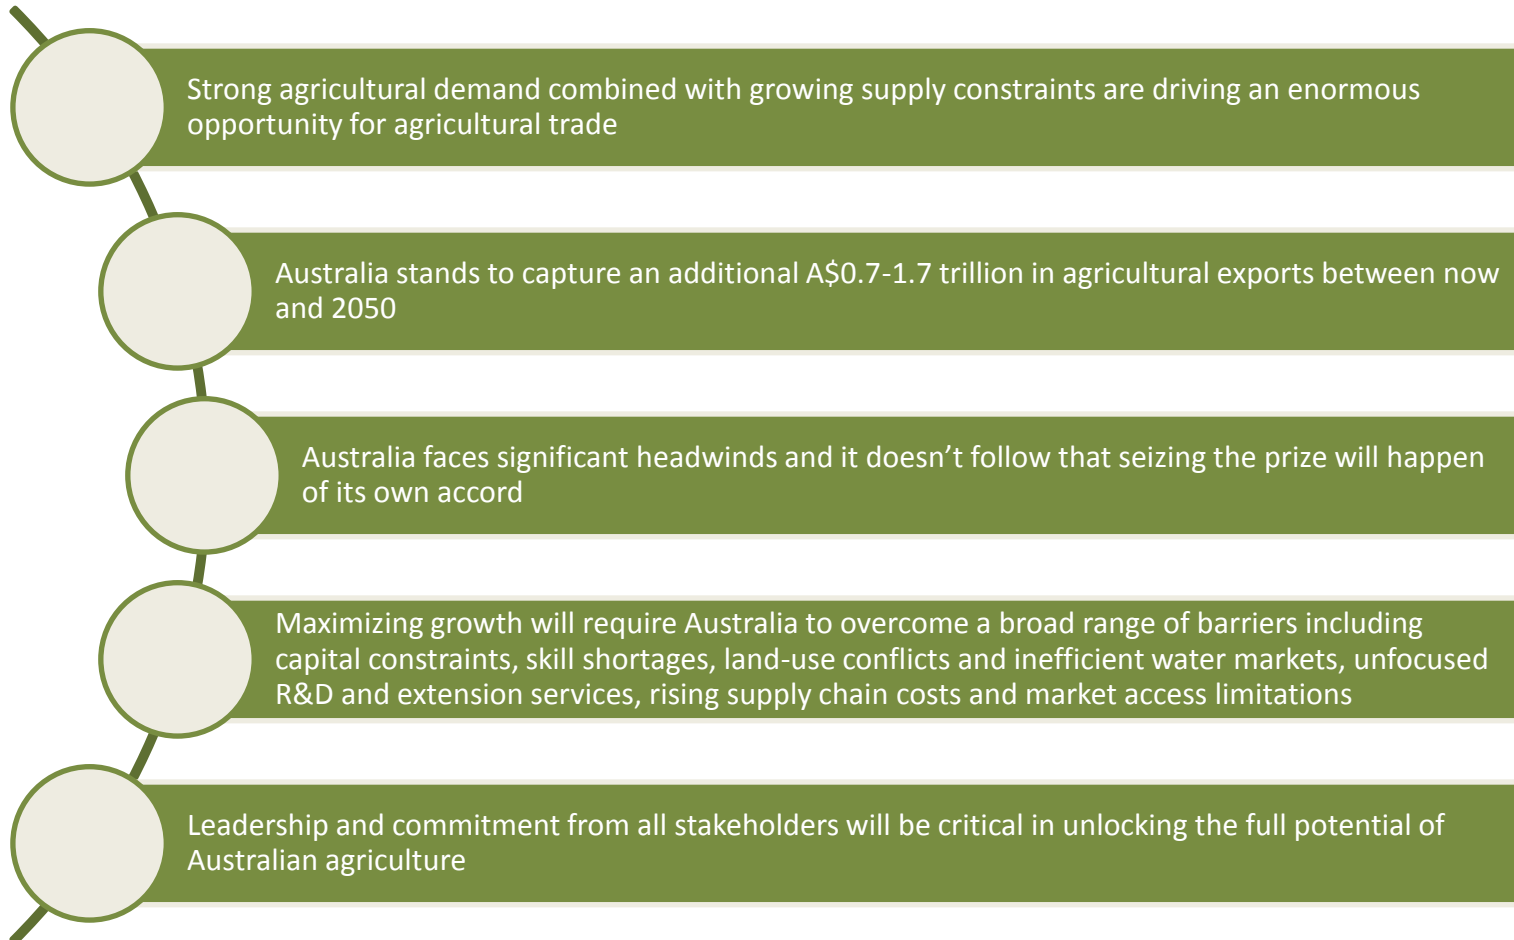 Strong agricultural demand combined with growing supply constraints are driving an enormous
opportunity for agricultural trade
Australia stands to capture an additional A$0.7-1.7 trillion in agricultural exports between now
and 2050
Australia faces significant headwinds and it doesn’t follow that seizing the prize will happen
of its own accord
Maximizing growth will require Australia to overcome a broad range of barriers including
capital constraints, skill shortages, land-use conflicts and inefficient water markets, unfocused
R&D and extension services, rising supply chain costs and market access limitations
Leadership and commitment from all stakeholders will be critical in unlocking the full potential of
Australian agriculture